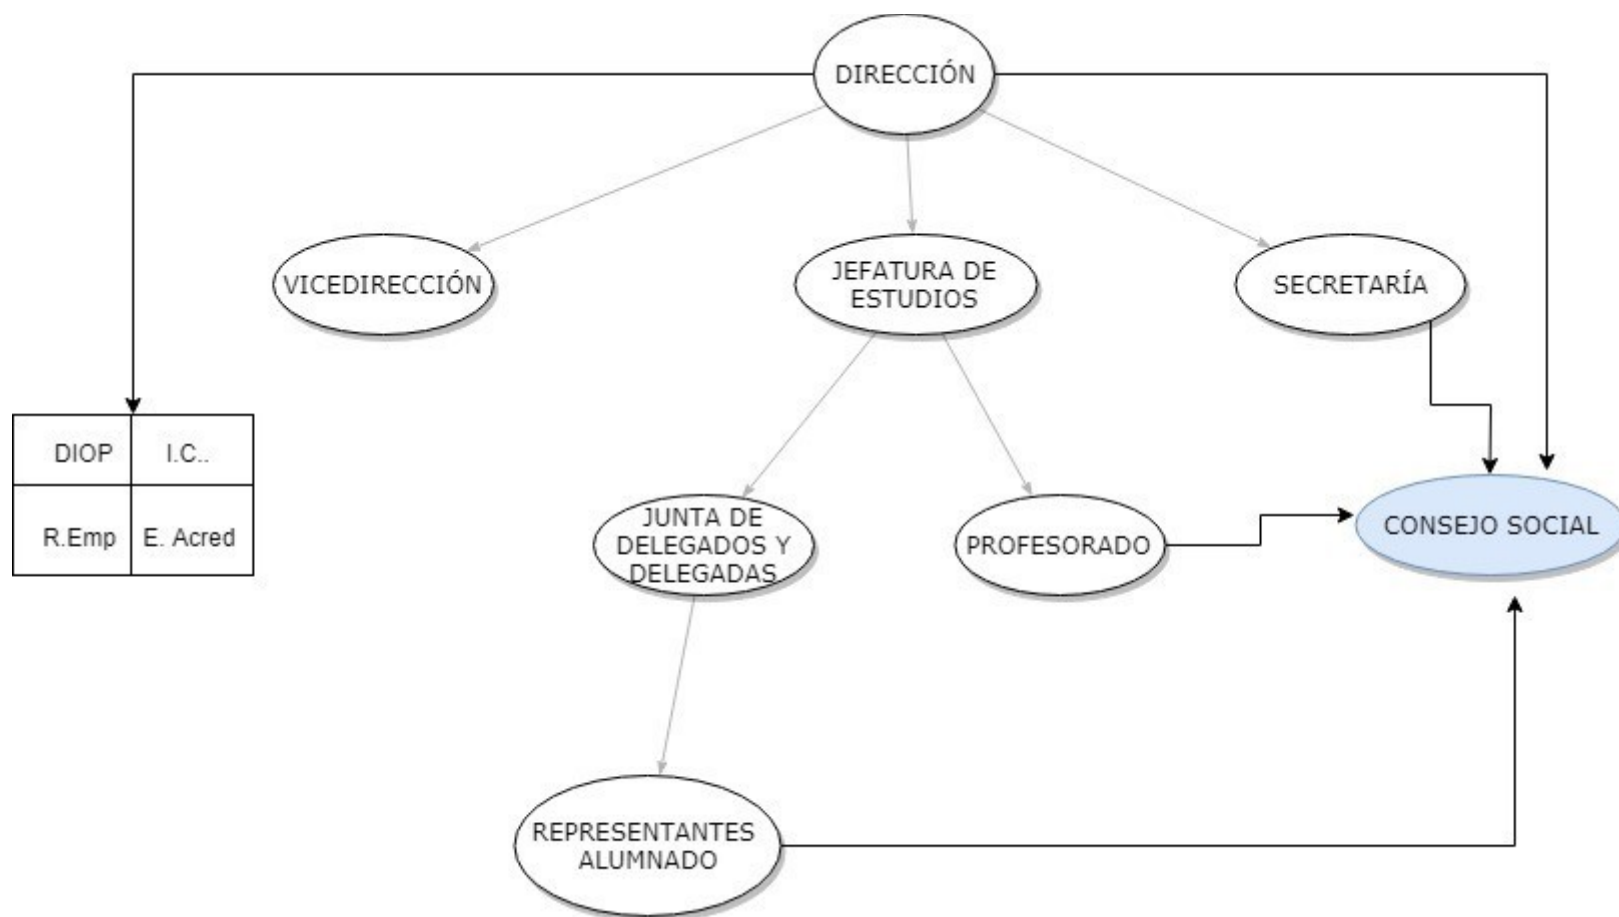 DIRECCIÓN
VICEDIRECCIÓN
JEFATURA DE
ESTUDIOS
SECRETARÍA
DIOP
I.C..
R.Emp
E. Acred
JUNTA DE
DELEGADOS Y
DELEGADAS
PROFESORADO
CONSEJO SOCIAL
REPRESENTANTES
ALUMNADO